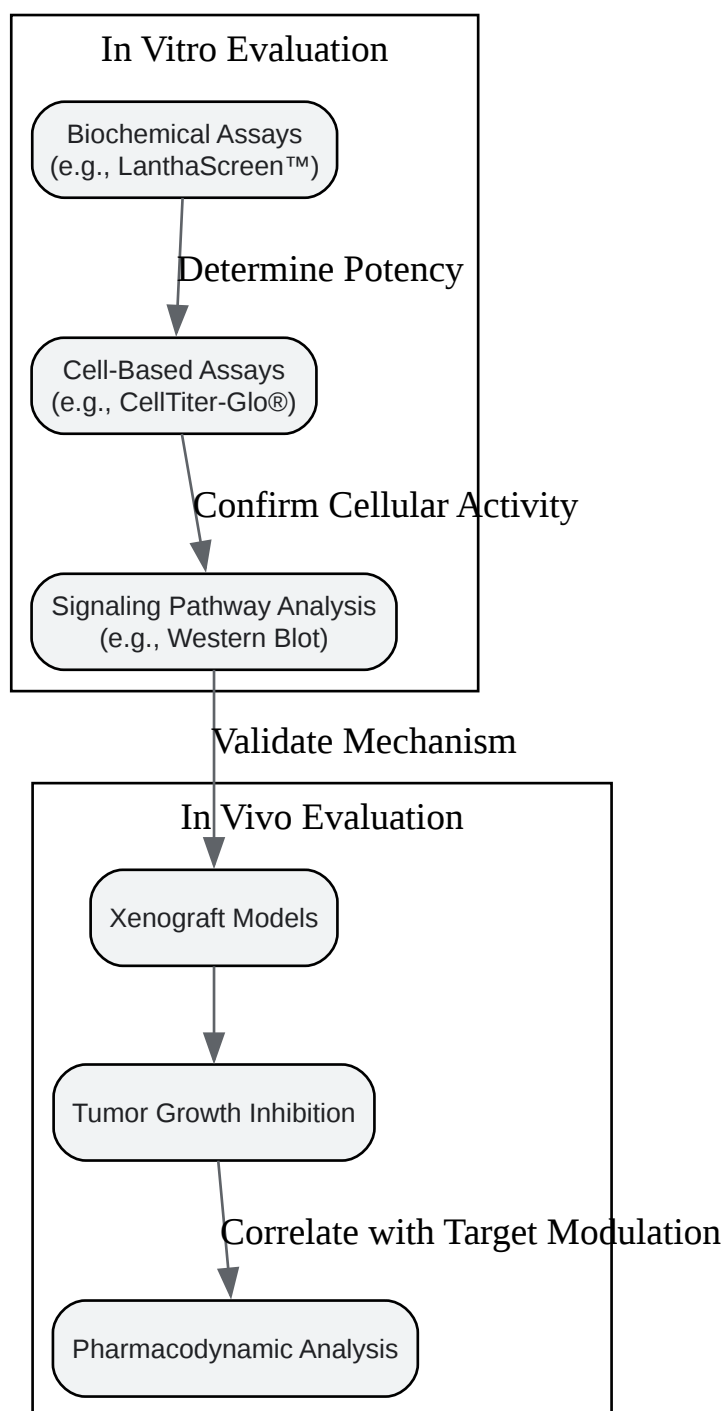 In Vitro Evaluation
Biochemical Assays
(e.g., LanthaScreen™)
Determine Potency
Cell-Based Assays
(e.g., CellTiter-Glo®)
Confirm Cellular Activity
Signaling Pathway Analysis
(e.g., Western Blot)
Validate Mechanism
In Vivo Evaluation
Xenograft Models
Tumor Growth Inhibition
Correlate with Target Modulation
Pharmacodynamic Analysis